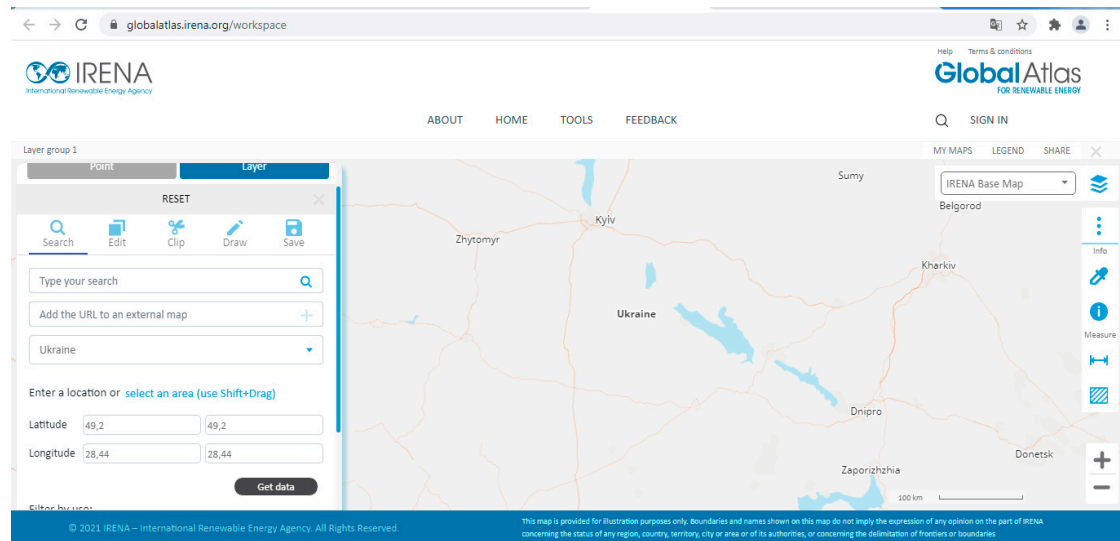 globalatlas.irena.org/workspace
Help Terms & conditions
IRENA
International Renewable Energy Agency
Global Atlas
FOR RENEWABLE ENERGY
ABOUT HOME TOOLS FEEDBACK SIGN IN
Layer group 1 MY MAPS LEGEND SHARE
Point Layer
RESET
Search Edit Clip Draw Save
Type your search
Add the URL to an external map
Ukraine
Enter a location or select an area (use Shift+Drag)
Latitude 49,2 49,2
Longitude 28,44 28,44
Get data
Filter by use:
Sumy
IRENA Base Map
Belgorod
Kyiv
Zhytomyr
Info
Kharkiv
Ukraine
Measure
Dnipro
Donetsk
Zaporizhzhia
100 km
© 2021 IRENA – International Renewable Energy Agency. All Rights Reserved.
This map is provided for illustration purposes only. Boundaries and names shown on this map do not imply the expression of any opinion on the part of IRENA
concerning the status of any region, country, territory, city or area or of its authorities, or concerning the delimitation of frontiers or boundaries